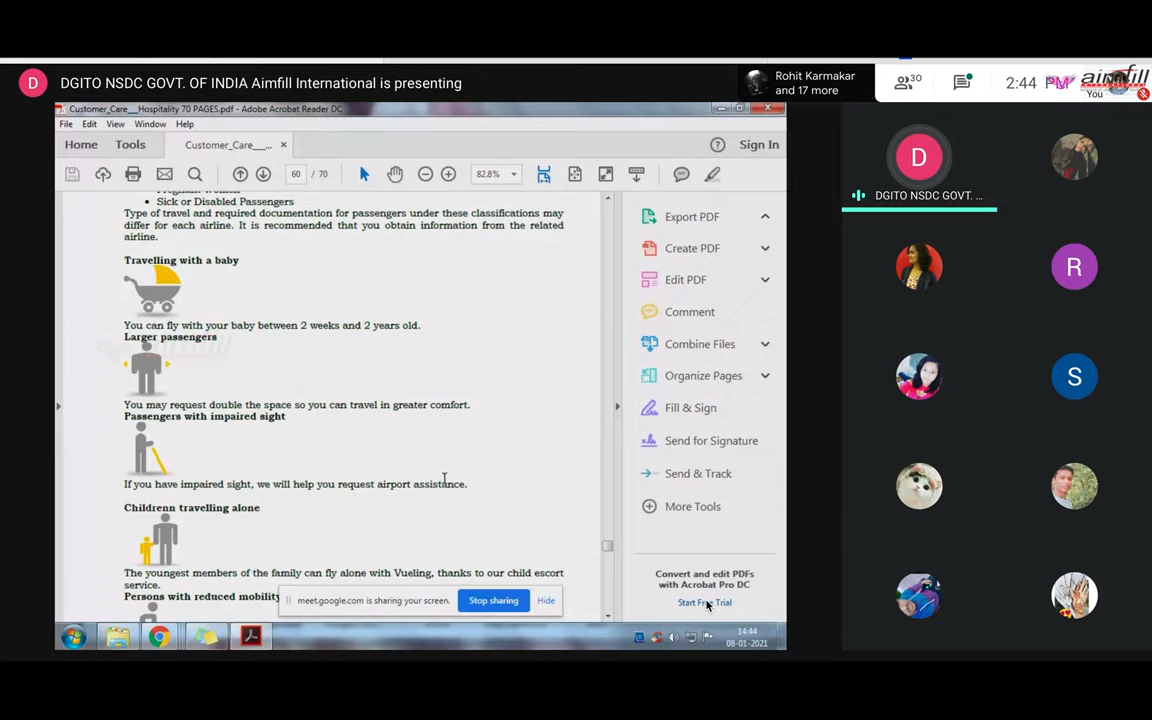 DGITO NSDC GOVT. OF INDIA Aimfill International is presenting
D
Rohit Karmakar
and 17 more
30
2:44 PM
aimfill
You
Customer_Care__Hospitality 70 PAGES.pdf - Adobe Acrobat Reader DC
File Edit View Window Help
Home Tools Customer_Care__... × Sign In
60 / 70 82.8%
• Sick or Disabled Passengers
Type of travel and required documentation for passengers under these classifications may
differ for each airline. It is recommended that you obtain information from the related
airline.
Travelling with a baby
You can fly with your baby between 2 weeks and 2 years old.
Larger passengers
You may request double the space so you can travel in greater comfort.
Passengers with impaired sight
If you have impaired sight, we will help you request airport assistance.
Childrenn travelling alone
The youngest members of the family can fly alone with Vueling, thanks to our child escort
service.
Persons with reduced mobility
meet.google.com is sharing your screen. Stop sharing Hide
Export PDF
Create PDF
Edit PDF
Comment
Combine Files
Organize Pages
Fill & Sign
Send for Signature
Send & Track
More Tools
Convert and edit PDFs
with Acrobat Pro DC
Start Free Trial
14:44
08-01-2021
D
DGITO NSDC GOVT. ...
R
S